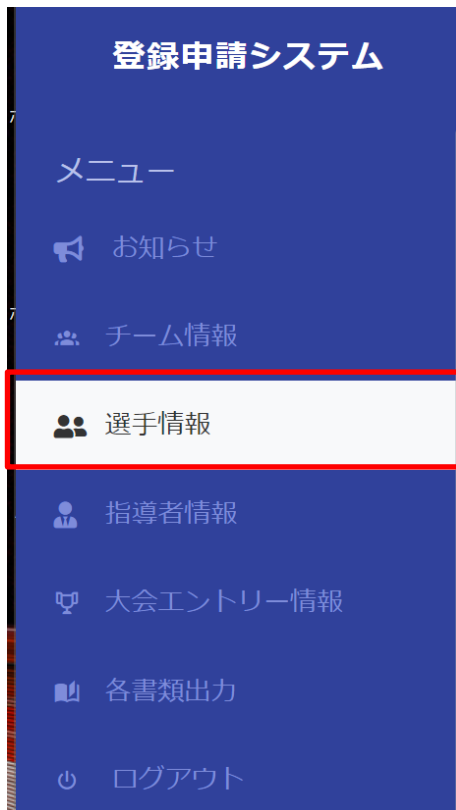 登録申請システム
メニュー
お知らせ
チーム情報
選手情報
指導者情報
大会エントリー情報
各書類出力
ログアウト